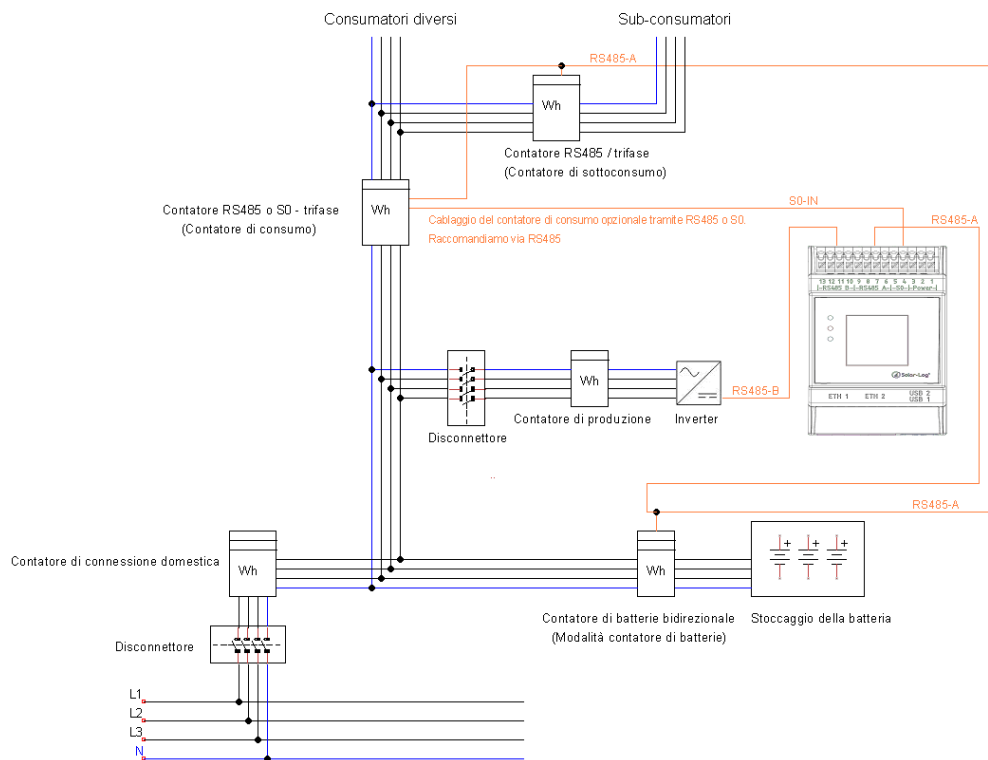 Consumatori diversi
Sub-consumatori
RS485-A
Wh
Contatore RS485 / trifase
(Contatore di sottoconsumo)
Contatore RS485 o S0 - trifase
(Contatore di consumo)
Wh
S0-IN
Cablaggio del contatore di consumo opzionale tramite RS485 o S0.
Raccomandiamo via RS485
RS485-A
13 12 11 10 9 8 7 6 5 4 3 2 1
|-RS485 B-|-RS485 A-|-S0-|-Power-|
Solar-Log
ETH 1 ETH 2 USB 2
USB 1
Wh
RS485-B
Disconnettore
Contatore di produzione
Inverter
..
RS485-A
Contatore di connessione domestica
Wh
Wh
+ + +
Contatore di batterie bidirezionale
(Modalità contatore di batterie)
Stoccaggio della batteria
Disconnettore
L1
L2
L3
N